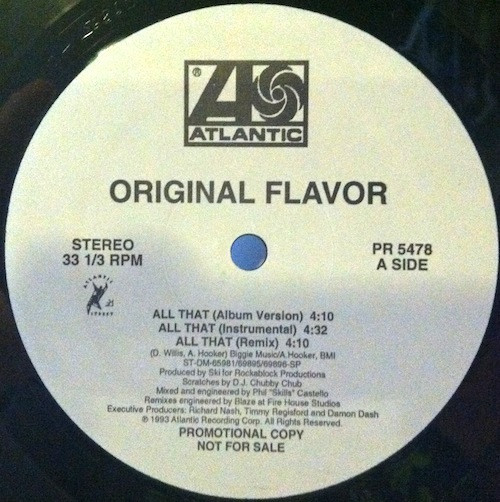 ®
ATLANTIC
ORIGINAL FLAVOR
STEREO
33 1/3 RPM
PR 5478
A SIDE
ATLANTIC
STREET
ALL THAT (Album Version) 4:10
ALL THAT (Instrumental) 4:32
ALL THAT (Remix) 4:10
(D. Willis, A. Hooker) Biggie Music/A.Hooker, BMI
ST-DM-65981/69895/69896-SP
Produced by Ski for Rockablock Productions
Scratches by D.J. Chubby Chub
Mixed and engineered by Phil "Skills" Castello
Remixes engineered by Blaze at Fire House Studios
Executive Producers: Richard Nash, Timmy Regisford and Damon Dash
℗ 1993 Atlantic Recording Corp. All Rights Reserved.
PROMOTIONAL COPY
NOT FOR SALE